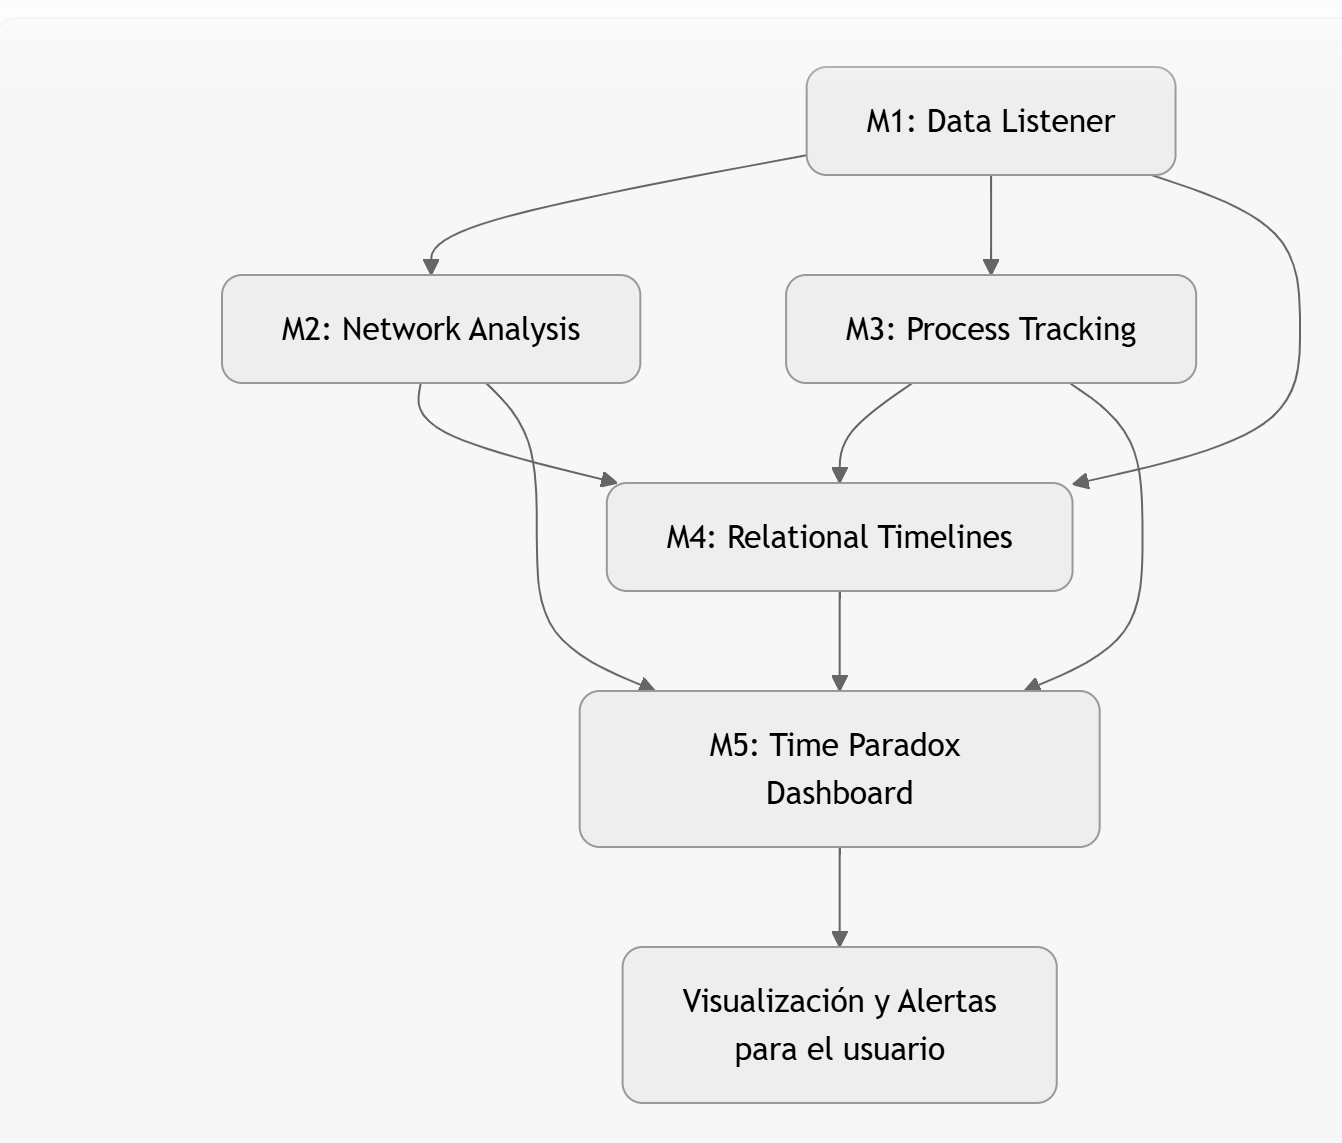 M1: Data Listener
M2: Network Analysis
M3: Process Tracking
M4: Relational Timelines
M5: Time Paradox
Dashboard
Visualización y Alertas
para el usuario